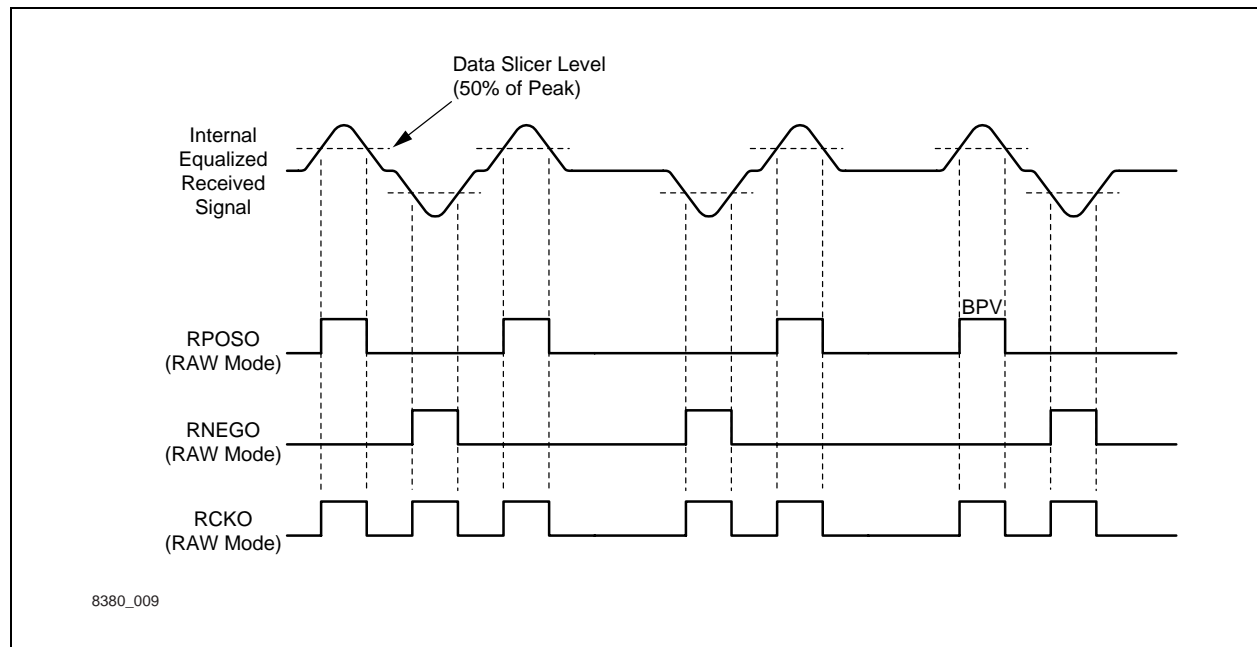 Data Slicer Level
(50% of Peak)
Internal
Equalized
Received
Signal
BPV
RPOSO
(RAW Mode)
RNEGO
(RAW Mode)
RCKO
(RAW Mode)
8380_009